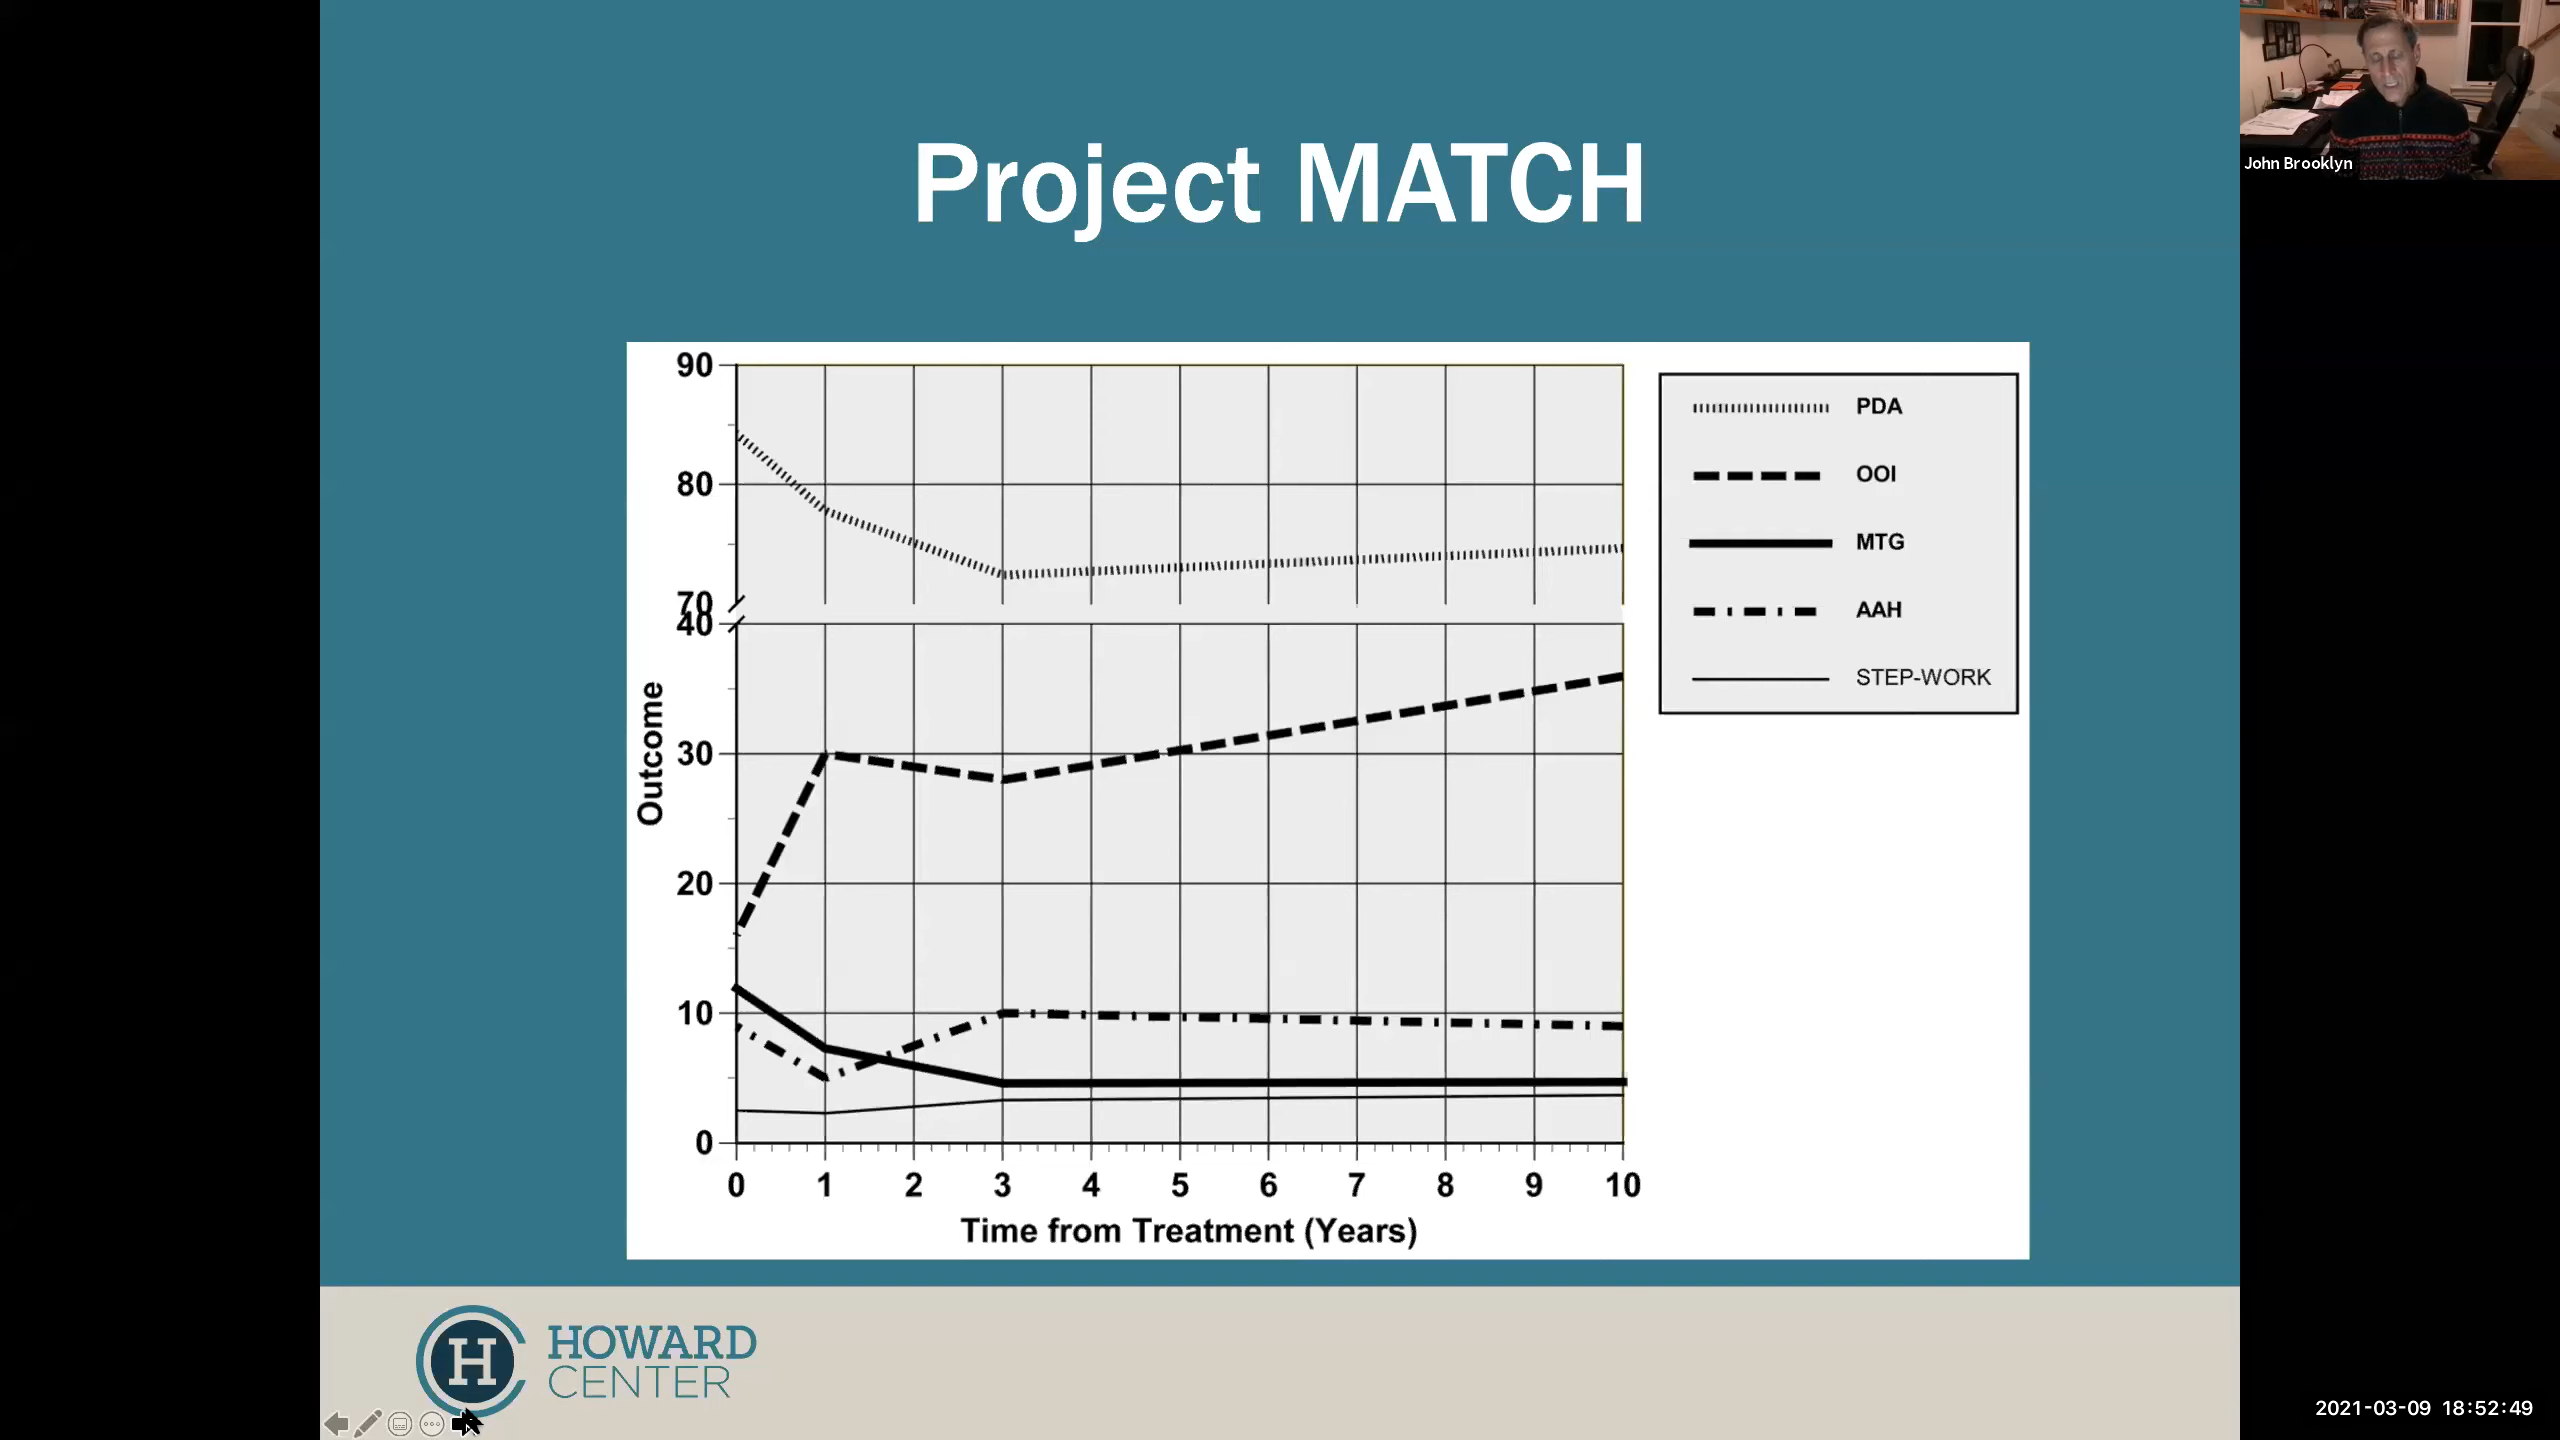 Project MATCH
John Brooklyn
90
80
70
40
30
20
10
0
Outcome
0 1 2 3 4 5 6 7 8 9 10
Time from Treatment (Years)
PDA
OOI
MTG
AAH
STEP-WORK
H
HOWARD
CENTER
2021-03-09 18:52:49